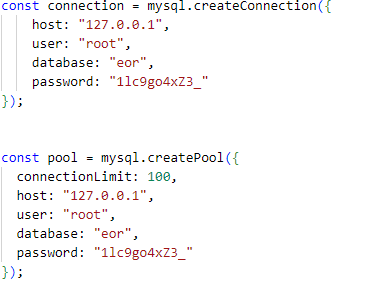 const connection = mysql.createConnection({
host: "127.0.0.1",
user: "root",
database: "eor",
password: "1lc9go4xZ3_"
});
const pool = mysql.createPool({
connectionLimit: 100,
host: "127.0.0.1",
user: "root",
database: "eor",
password: "1lc9go4xZ3_"
});